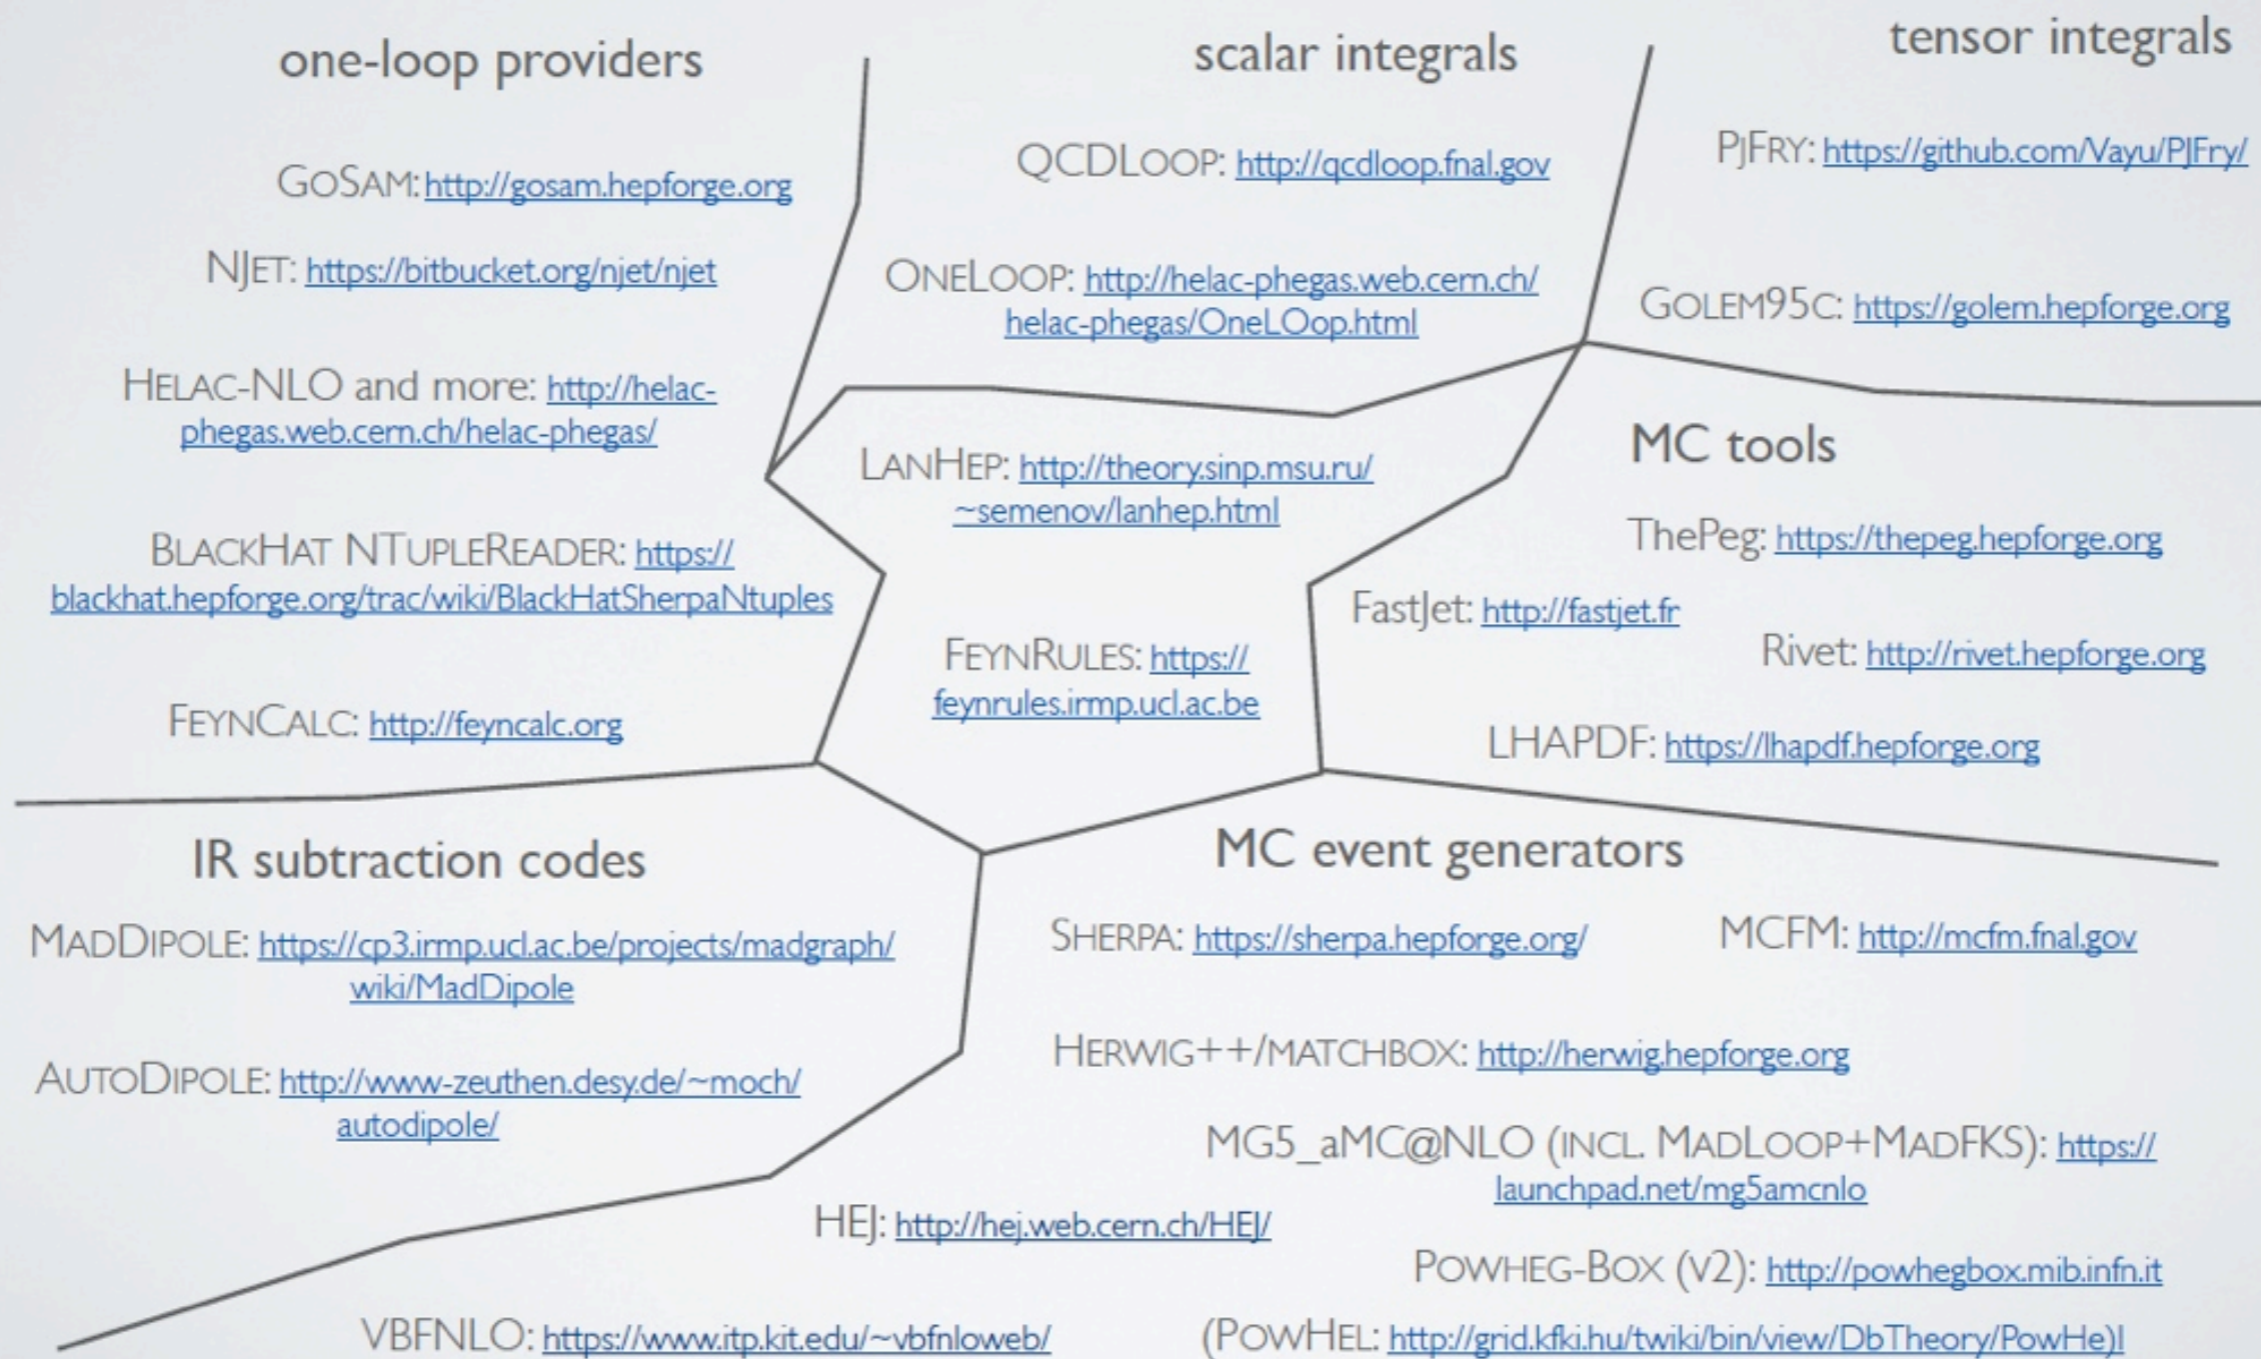 one-loop providers
GOSAM: http://gosam.hepforge.org
NJET: https://bitbucket.org/njet/njet
HELAC-NLO and more: http://helac-
phegas.web.cern.ch/helac-phegas/
BLACKHAT NTUPLEREADER: https://
blackhat.hepforge.org/trac/wiki/BlackHatSherpaNtuples
FEYNCALC: http://feyncalc.org
scalar integrals
QCDLOOP: http://qcdloop.fnal.gov
ONELOOP: http://helac-phegas.web.cern.ch/
helac-phegas/OneLOop.html
tensor integrals
PJFRY: https://github.com/Vayu/PJFry/
GOLEM95C: https://golem.hepforge.org
LANHEP: http://theory.sinp.msu.ru/
~semenov/lanhep.html
FEYNRULES: https://
feynrules.irmp.ucl.ac.be
MC tools
ThePeg: https://thepeg.hepforge.org
FastJet: http://fastjet.fr
Rivet: http://rivet.hepforge.org
LHAPDF: https://lhapdf.hepforge.org
IR subtraction codes
MADDIPOLE: https://cp3.irmp.ucl.ac.be/projects/madgraph/
wiki/MadDipole
AUTODIPOLE: http://www-zeuthen.desy.de/~moch/
autodipole/
MC event generators
SHERPA: https://sherpa.hepforge.org/
MCFM: http://mcfm.fnal.gov
HERWIG++/MATCHBOX: http://herwig.hepforge.org
MG5_aMC@NLO (INCL. MADLOOP+MADFKS): https://
launchpad.net/mg5amcnlo
HEJ: http://hej.web.cern.ch/HEJ/
POWHEG-BOX (V2): http://powhegbox.mib.infn.it
VBFNLO: https://www.itp.kit.edu/~vbfnloweb/
(POWHEL: http://grid.kfki.hu/twiki/bin/view/DbTheory/PowHe)l